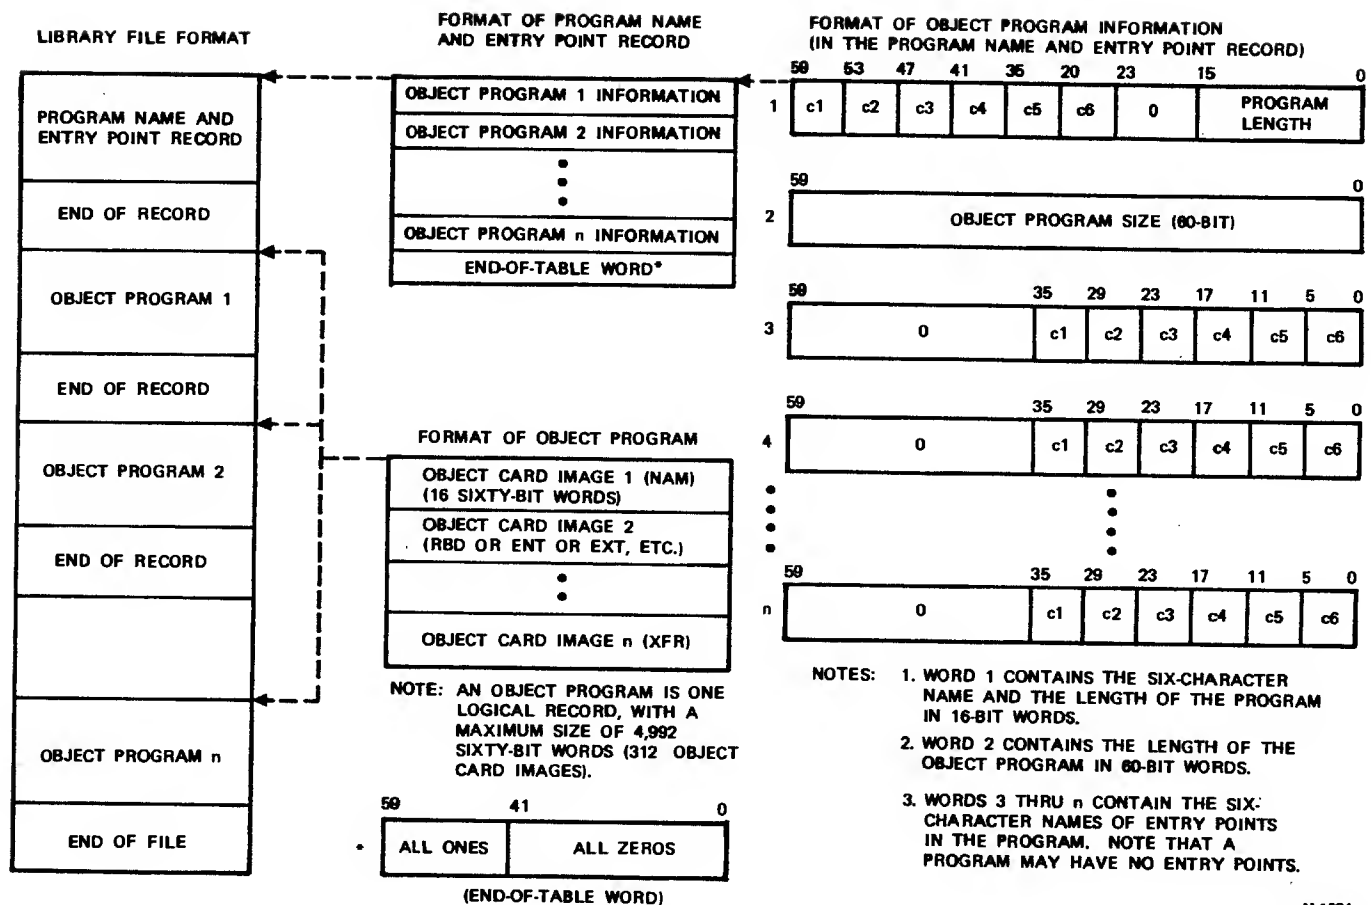 LIBRARY FILE FORMAT
PROGRAM NAME AND
ENTRY POINT RECORD
END OF RECORD
OBJECT PROGRAM 1
END OF RECORD
OBJECT PROGRAM 2
END OF RECORD
OBJECT PROGRAM n
END OF FILE
FORMAT OF PROGRAM NAME
AND ENTRY POINT RECORD
OBJECT PROGRAM 1 INFORMATION
OBJECT PROGRAM 2 INFORMATION
OBJECT PROGRAM n INFORMATION
END-OF-TABLE WORD*
FORMAT OF OBJECT PROGRAM
OBJECT CARD IMAGE 1 (NAM)
(16 SIXTY-BIT WORDS)
OBJECT CARD IMAGE 2
(RBD OR ENT OR EXT, ETC.)
OBJECT CARD IMAGE n (XFR)
NOTE: AN OBJECT PROGRAM IS ONE
LOGICAL RECORD, WITH A
MAXIMUM SIZE OF 4,992
SIXTY-BIT WORDS (312 OBJECT
CARD IMAGES).
59 41 0
* ALL ONES ALL ZEROS
(END-OF-TABLE WORD)
FORMAT OF OBJECT PROGRAM INFORMATION
(IN THE PROGRAM NAME AND ENTRY POINT RECORD)
59 53 47 41 35 20 23 15 0
1 c1 c2 c3 c4 c5 c6 0 PROGRAM
LENGTH
59 0
2 OBJECT PROGRAM SIZE (60-BIT)
59 35 29 23 17 11 5 0
3 0 c1 c2 c3 c4 c5 c6
59 35 29 23 17 11 5 0
4 0 c1 c2 c3 c4 c5 c6
59 35 29 23 17 11 5 0
n 0 c1 c2 c3 c4 c5 c6
NOTES: 1. WORD 1 CONTAINS THE SIX-CHARACTER
NAME AND THE LENGTH OF THE PROGRAM
IN 16-BIT WORDS.
2. WORD 2 CONTAINS THE LENGTH OF THE
OBJECT PROGRAM IN 60-BIT WORDS.
3. WORDS 3 THRU n CONTAIN THE SIX-
CHARACTER NAMES OF ENTRY POINTS
IN THE PROGRAM. NOTE THAT A
PROGRAM MAY HAVE NO ENTRY POINTS.